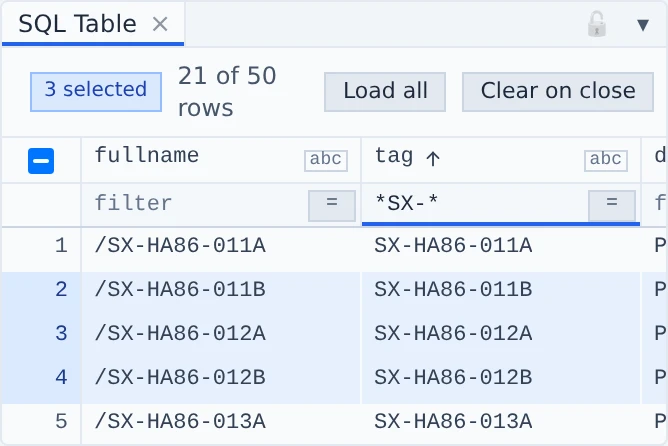 SQL Table ×
3 selected 21 of 50 rows Load all Clear on close
fullname abc tag ↑ abc d
filter = *SX-* = f
1 /SX-HA86-011A SX-HA86-011A P
2 /SX-HA86-011B SX-HA86-011B P
3 /SX-HA86-012A SX-HA86-012A P
4 /SX-HA86-012B SX-HA86-012B P
5 /SX-HA86-013A SX-HA86-013A P